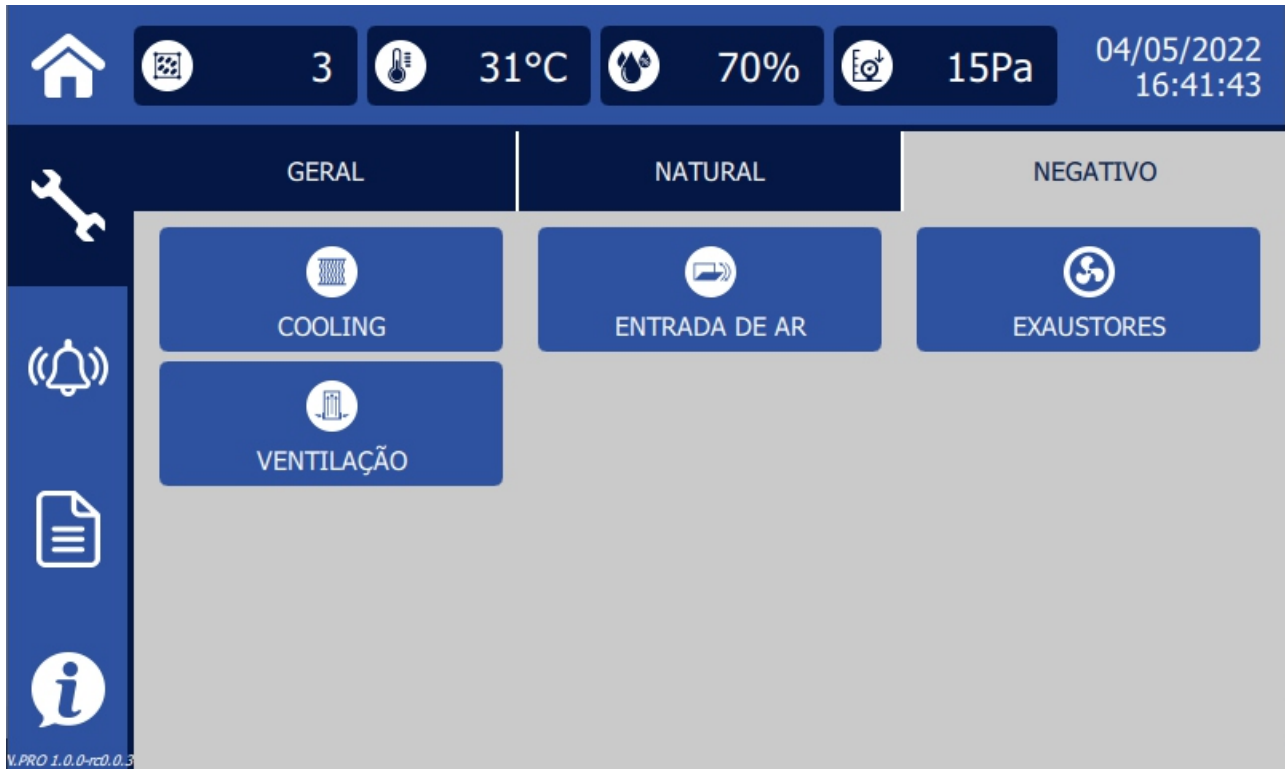 3
31°C
70%
15Pa
04/05/2022
16:41:43
GERAL
NATURAL
NEGATIVO
COOLING
ENTRADA DE AR
EXAUSTORES
VENTILAÇÃO
V.PRO 1.0.0-rc0.0.3